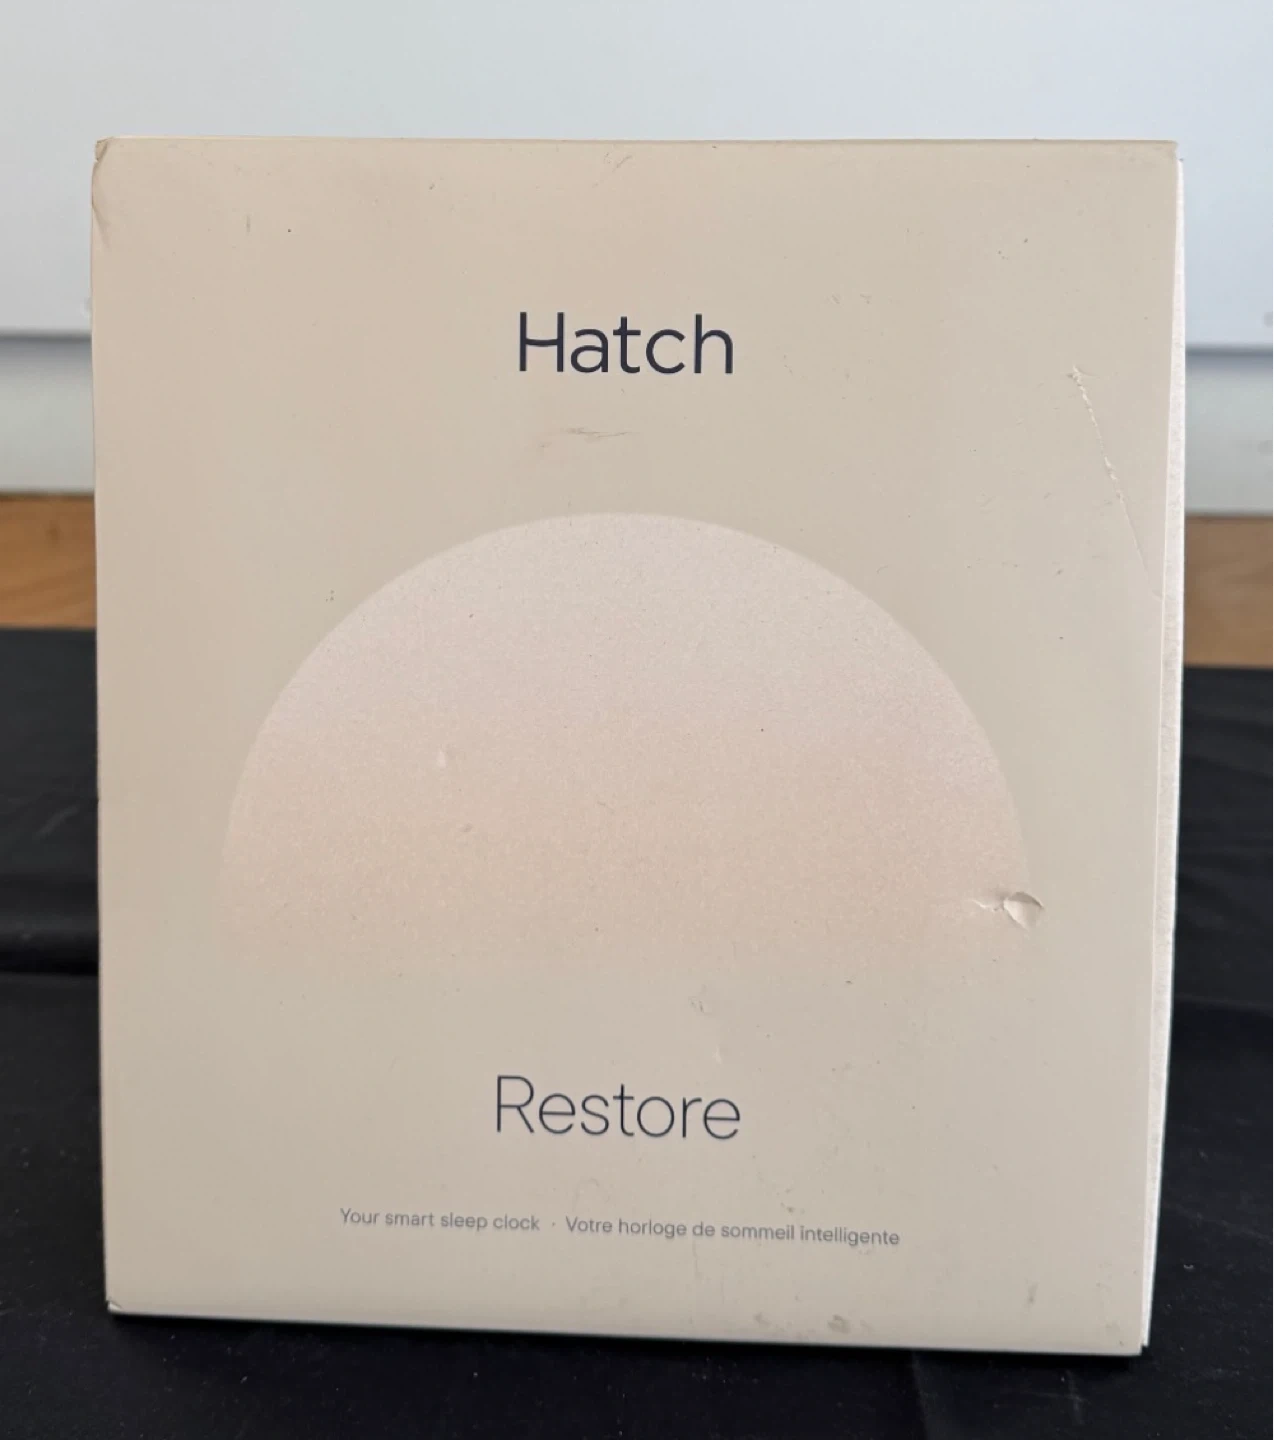 Hatch
Restore
Your smart sleep clock · Votre horloge de sommeil intelligente